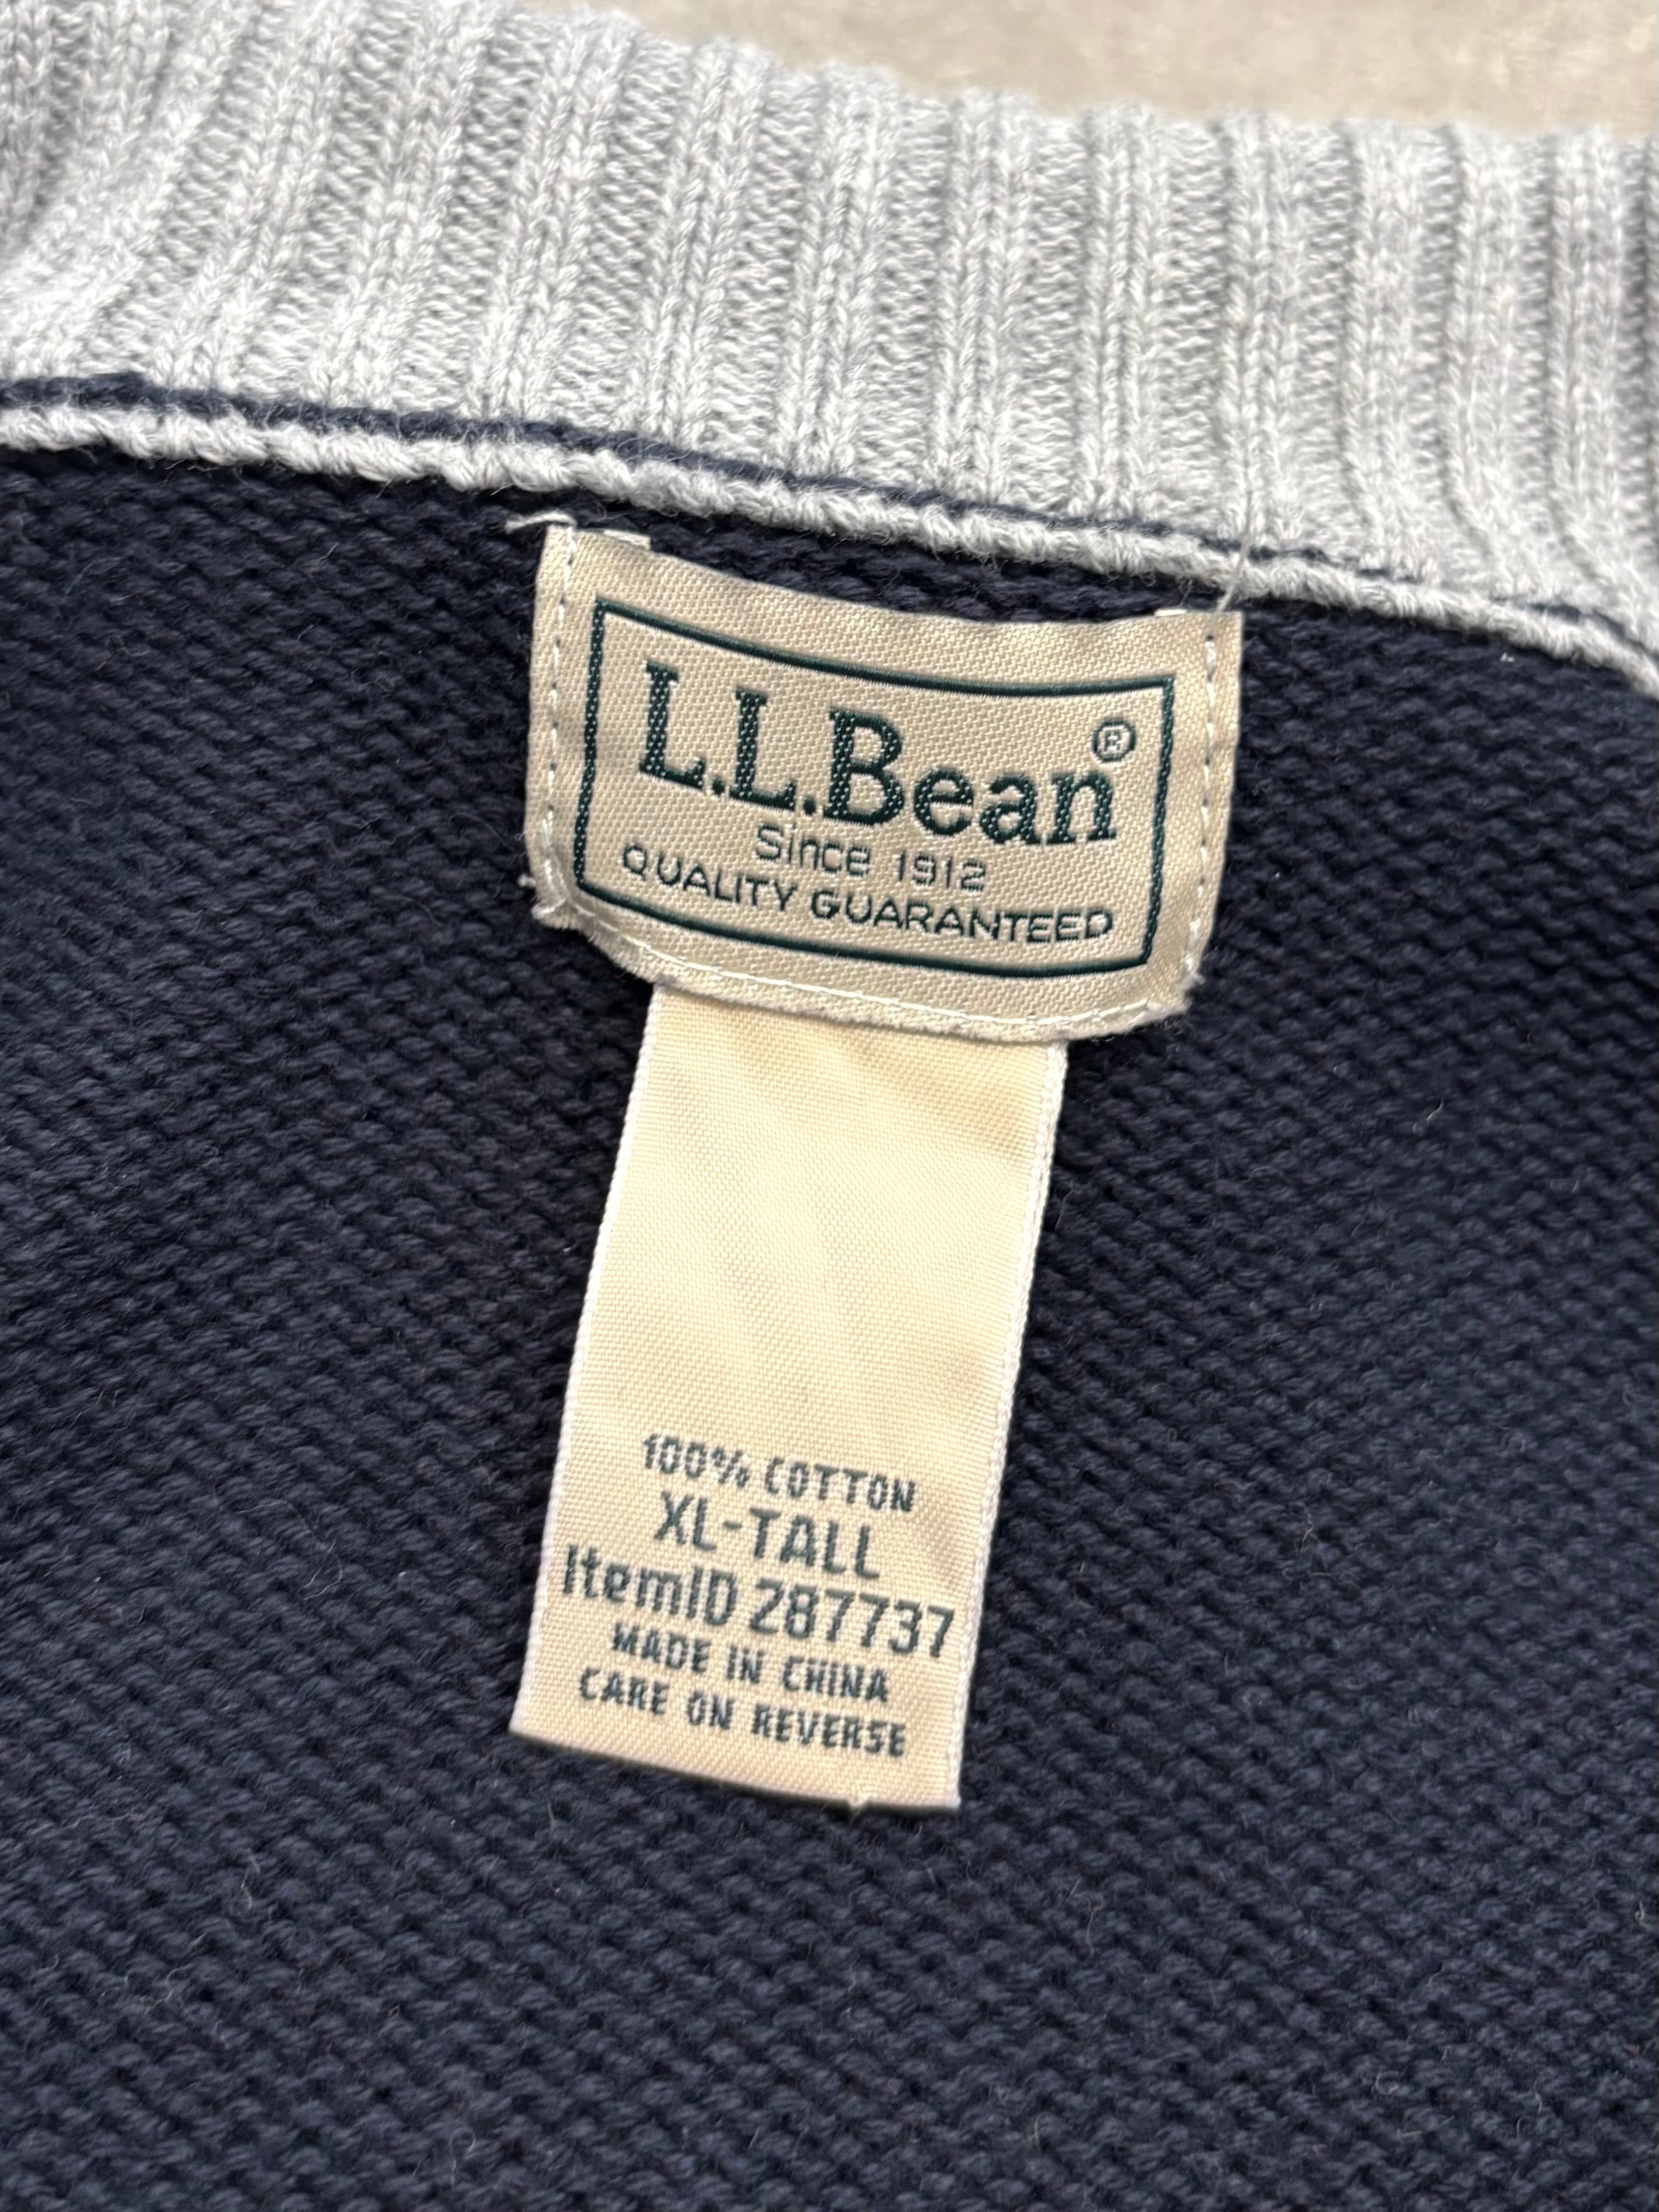 L.L.Bean®
Since 1912
QUALITY GUARANTEED
100% COTTON
XL-TALL
ItemID 287737
MADE IN CHINA
CARE ON REVERSE